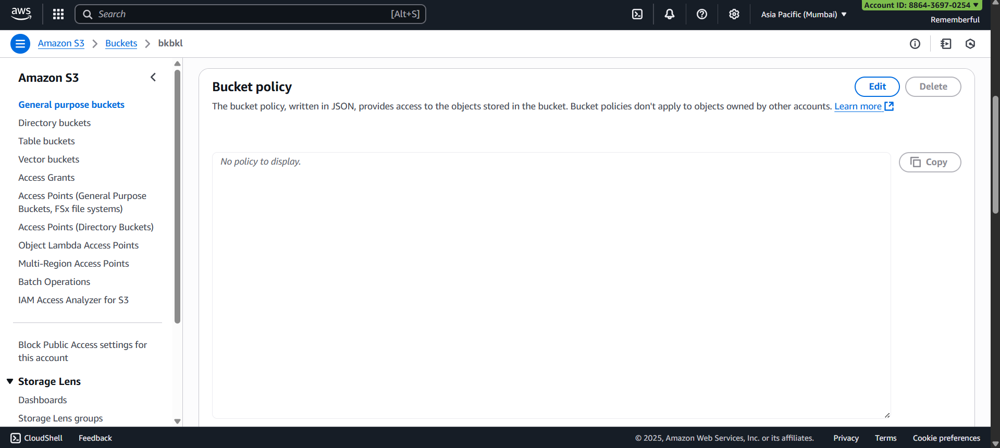 aws
Search
[Alt+S]
Asia Pacific (Mumbai)
Account ID: 8864-3697-0254
Rememberful
Amazon S3
Buckets
bkbkl
Amazon S3
General purpose buckets
Directory buckets
Table buckets
Vector buckets
Access Grants
Access Points (General Purpose
Buckets, FSx file systems)
Access Points (Directory Buckets)
Object Lambda Access Points
Multi-Region Access Points
Batch Operations
IAM Access Analyzer for S3
Block Public Access settings for
this account
Storage Lens
Dashboards
Storage Lens groups
Bucket policy
Edit
Delete
The bucket policy, written in JSON, provides access to the objects stored in the bucket. Bucket policies don't apply to objects owned by other accounts. Learn more
No policy to display.
Copy
CloudShell
Feedback
© 2025, Amazon Web Services, Inc. or its affiliates.
Privacy
Terms
Cookie preferences